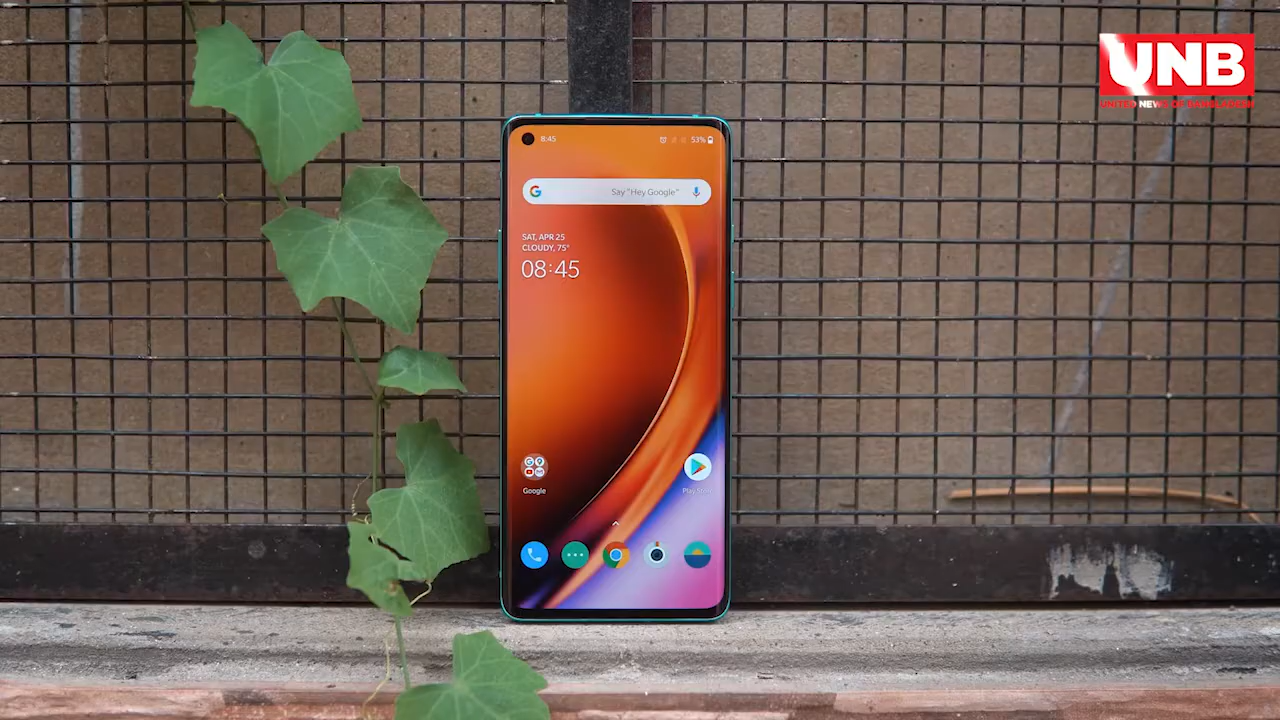 UNB
UNITED NEWS OF BANGLADESH
8:45
53%
Say "Hey Google"
SAT, APR 25
CLOUDY, 75°
08:45
Google
Play Store